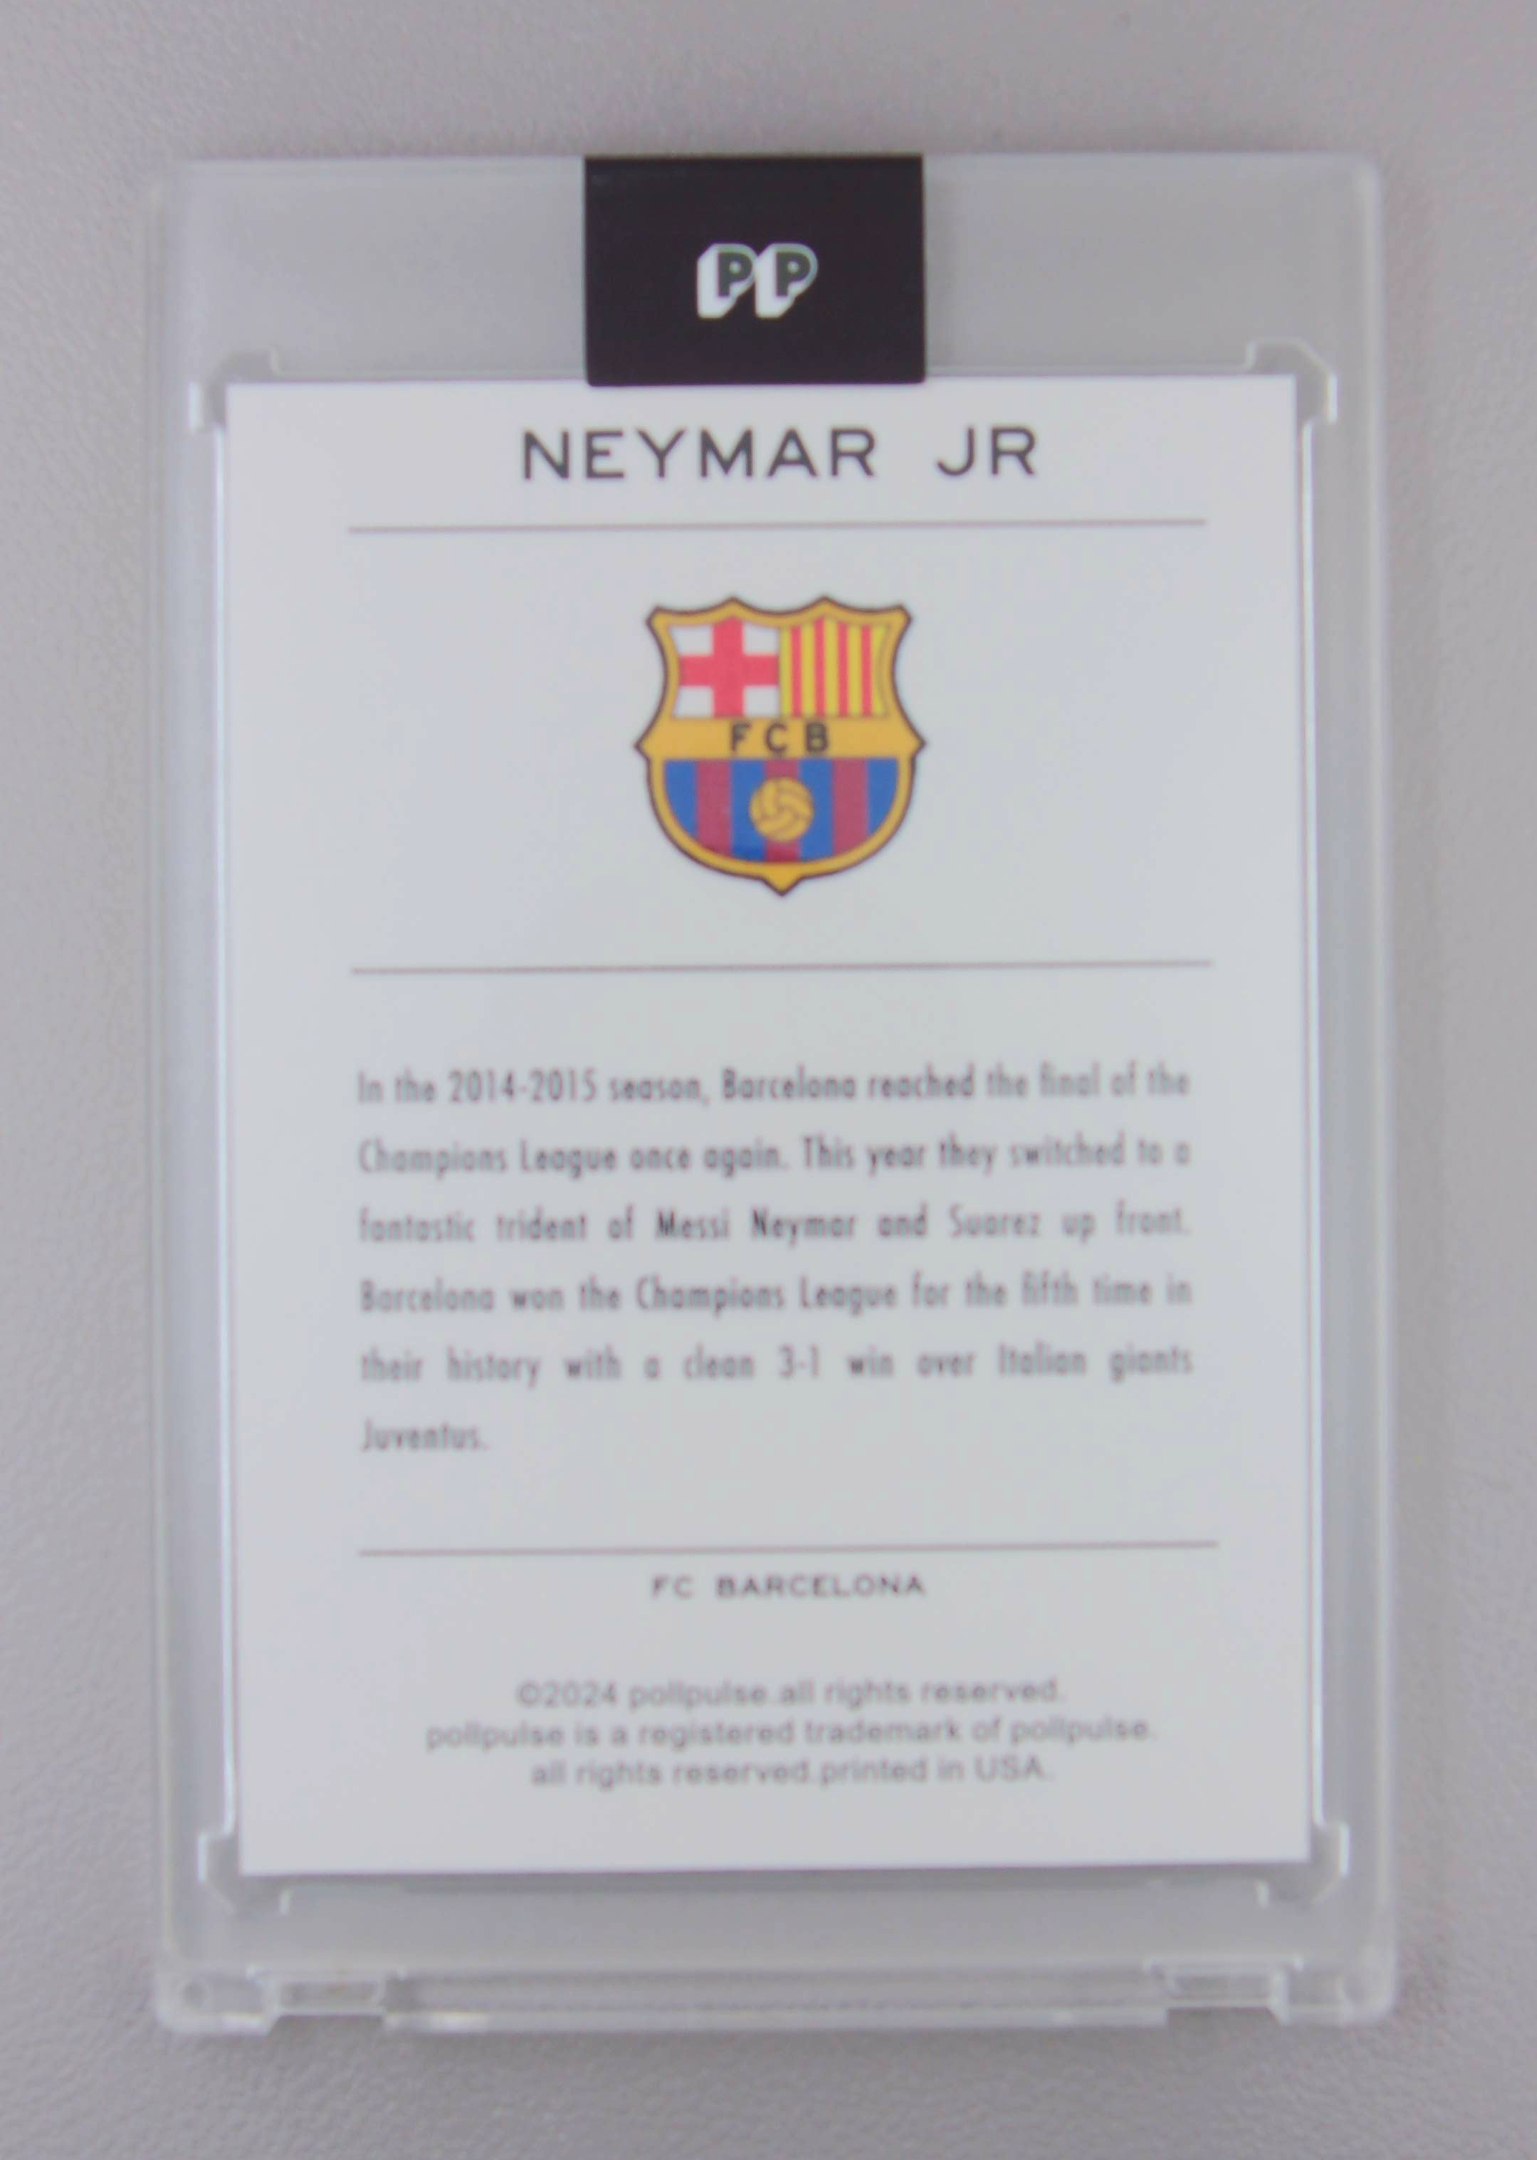 PP
NEYMAR JR
FCB
In the 2014-2015 season, Barcelona reached the final of the
Champions League once again. This year they switched to a
fantastic trident of Messi Neymar and Suarez up front.
Barcelona won the Champions League for the fifth time in
their history with a clean 3-1 win over Italian giants
Juventus.
FC BARCELONA
©2024 pollpulse.all rights reserved.
pollpulse is a registered trademark of pollpulse.
all rights reserved.printed in USA.